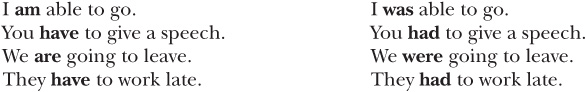 I am able to go.
You have to give a speech.
We are going to leave.
They have to work late.
I was able to go.
You had to give a speech.
We were going to leave.
They had to work late.